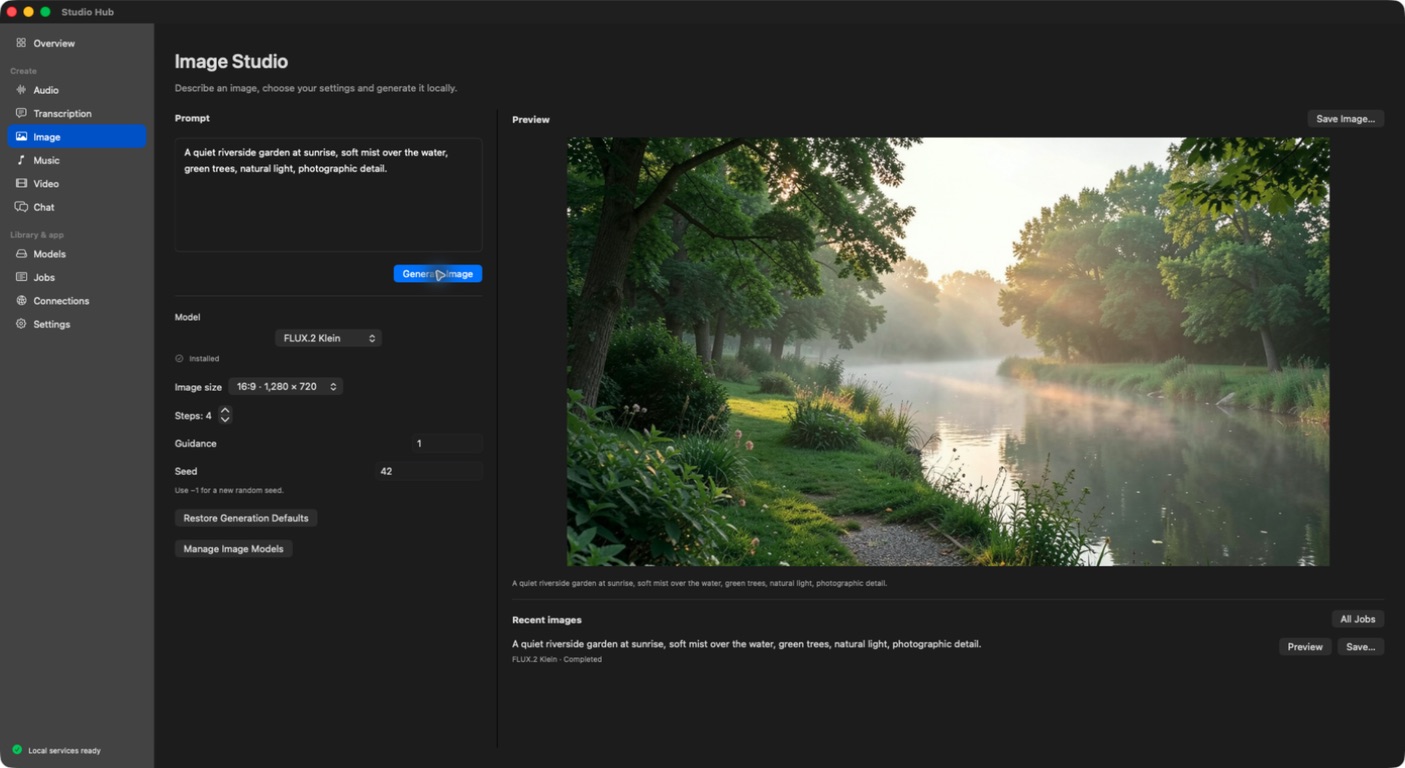 Studio Hub
Overview
Create
Audio
Transcription
Image
Music
Video
Chat
Library & app
Models
Jobs
Connections
Settings
Local services ready
Image Studio
Describe an image, choose your settings and generate it locally.
Prompt
A quiet riverside garden at sunrise, soft mist over the water,
green trees, natural light, photographic detail.
Generate Image
Model
FLUX.2 Klein
Installed
Image size 16:9 · 1,280 × 720
Steps: 4
Guidance 1
Seed 42
Use −1 for a new random seed.
Restore Generation Defaults
Manage Image Models
Preview
Save Image...
A quiet riverside garden at sunrise, soft mist over the water, green trees, natural light, photographic detail.
Recent images
All Jobs
A quiet riverside garden at sunrise, soft mist over the water, green trees, natural light, photographic detail.
FLUX.2 Klein · Completed
Preview
Save...